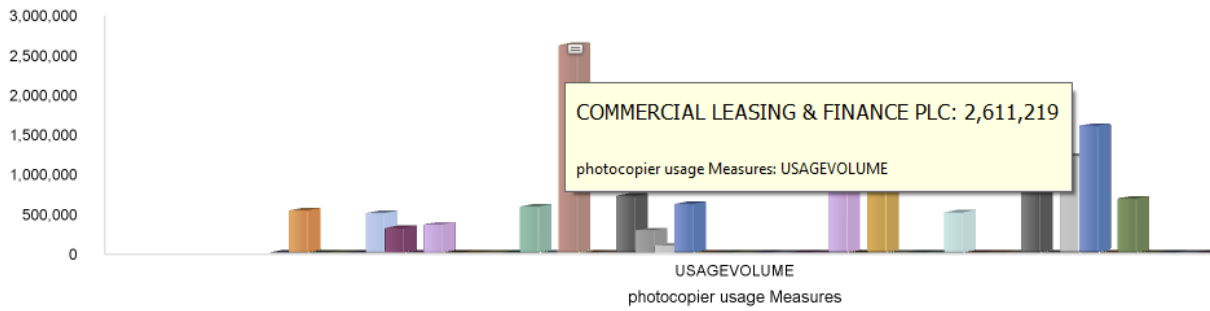 3,000,000
2,500,000
2,000,000
1,500,000
1,000,000
500,000
0
COMMERCIAL LEASING & FINANCE PLC: 2,611,219
photocopier usage Measures: USAGEVOLUME
USAGEVOLUME
photocopier usage Measures